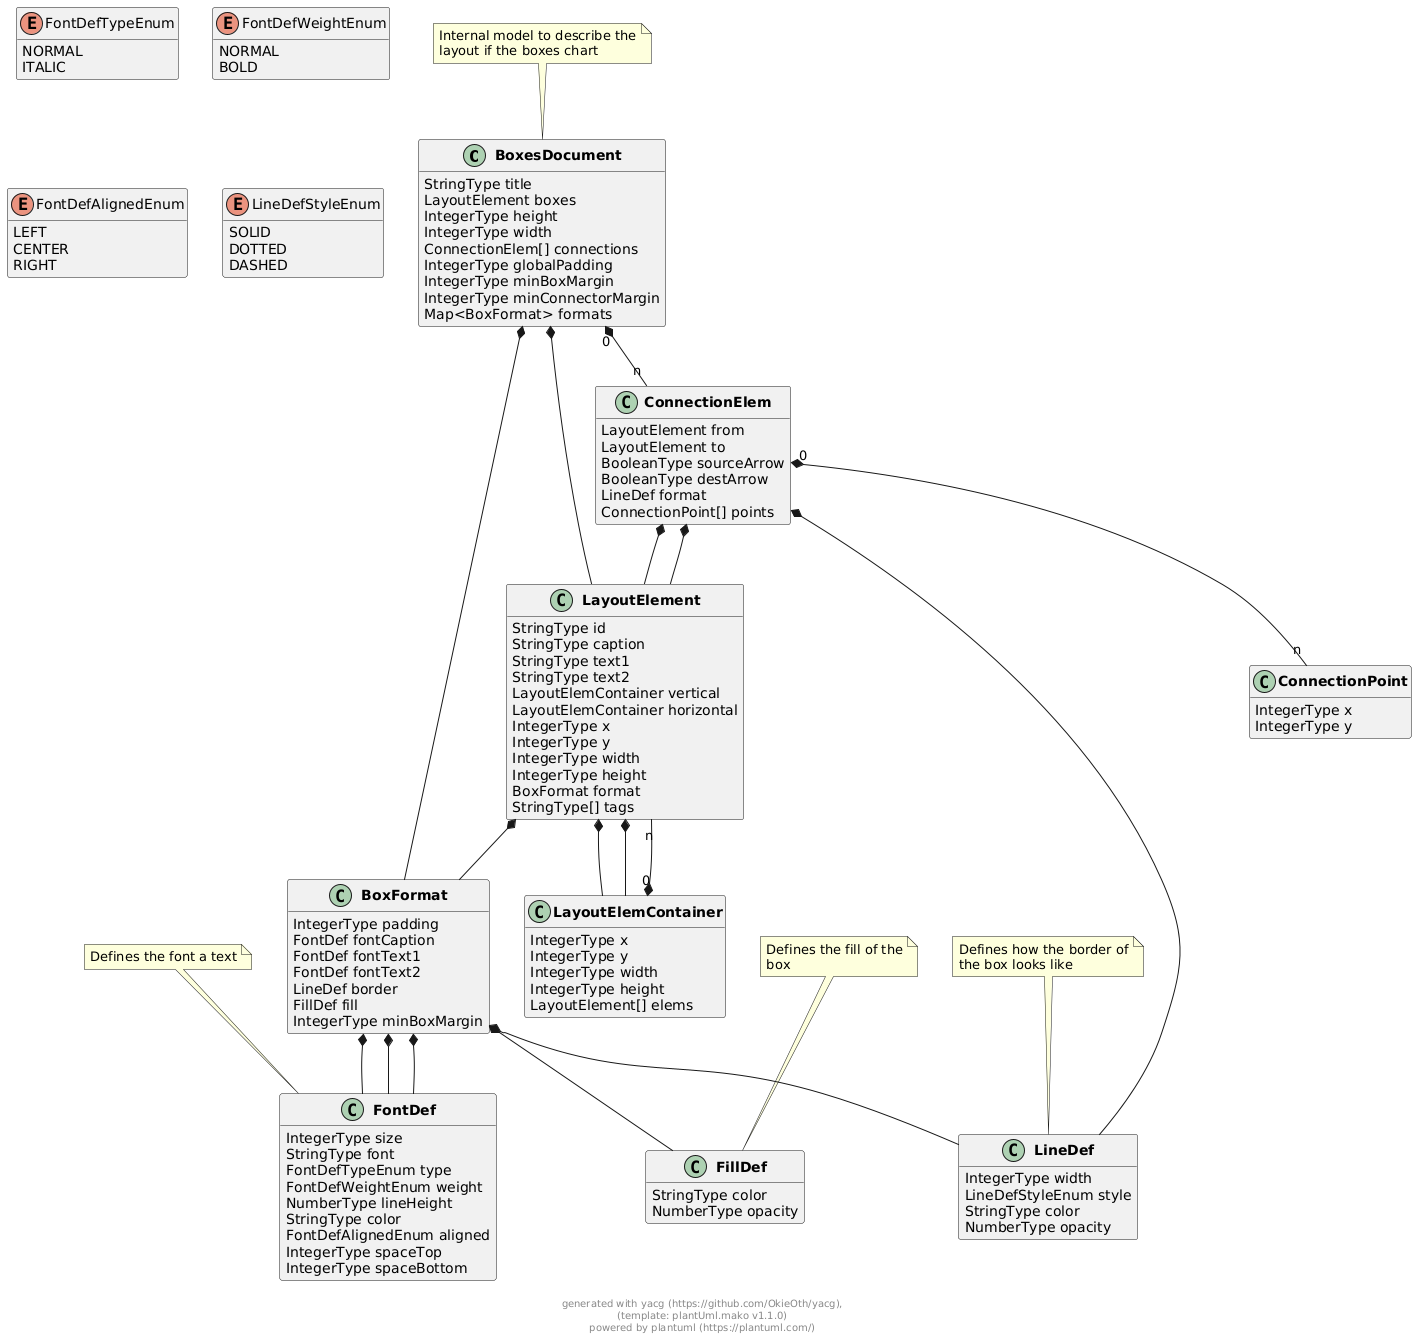 E FontDefTypeEnum
NORMAL
ITALIC
E FontDefWeightEnum
NORMAL
BOLD
Internal model to describe the
layout if the boxes chart
C BoxesDocument
StringType title
LayoutElement boxes
IntegerType height
IntegerType width
ConnectionElem[] connections
IntegerType globalPadding
IntegerType minBoxMargin
IntegerType minConnectorMargin
Map<BoxFormat> formats
E FontDefAlignedEnum
LEFT
CENTER
RIGHT
E LineDefStyleEnum
SOLID
DOTTED
DASHED
0
n
C ConnectionElem
LayoutElement from
LayoutElement to
BooleanType sourceArrow
BooleanType destArrow
LineDef format
ConnectionPoint[] points
0
n
C LayoutElement
StringType id
StringType caption
StringType text1
StringType text2
LayoutElemContainer vertical
LayoutElemContainer horizontal
IntegerType x
IntegerType y
IntegerType width
IntegerType height
BoxFormat format
StringType[] tags
C ConnectionPoint
IntegerType x
IntegerType y
n
0
C BoxFormat
IntegerType padding
FontDef fontCaption
FontDef fontText1
FontDef fontText2
LineDef border
FillDef fill
IntegerType minBoxMargin
C LayoutElemContainer
IntegerType x
IntegerType y
IntegerType width
IntegerType height
LayoutElement[] elems
Defines the font a text
Defines the fill of the
box
Defines how the border of
the box looks like
C FontDef
IntegerType size
StringType font
FontDefTypeEnum type
FontDefWeightEnum weight
NumberType lineHeight
StringType color
FontDefAlignedEnum aligned
IntegerType spaceTop
IntegerType spaceBottom
C FillDef
StringType color
NumberType opacity
C LineDef
IntegerType width
LineDefStyleEnum style
StringType color
NumberType opacity
generated with yacg (https://github.com/OkieOth/yacg),
(template: plantUml.mako v1.1.0)
powered by plantuml (https://plantuml.com/)